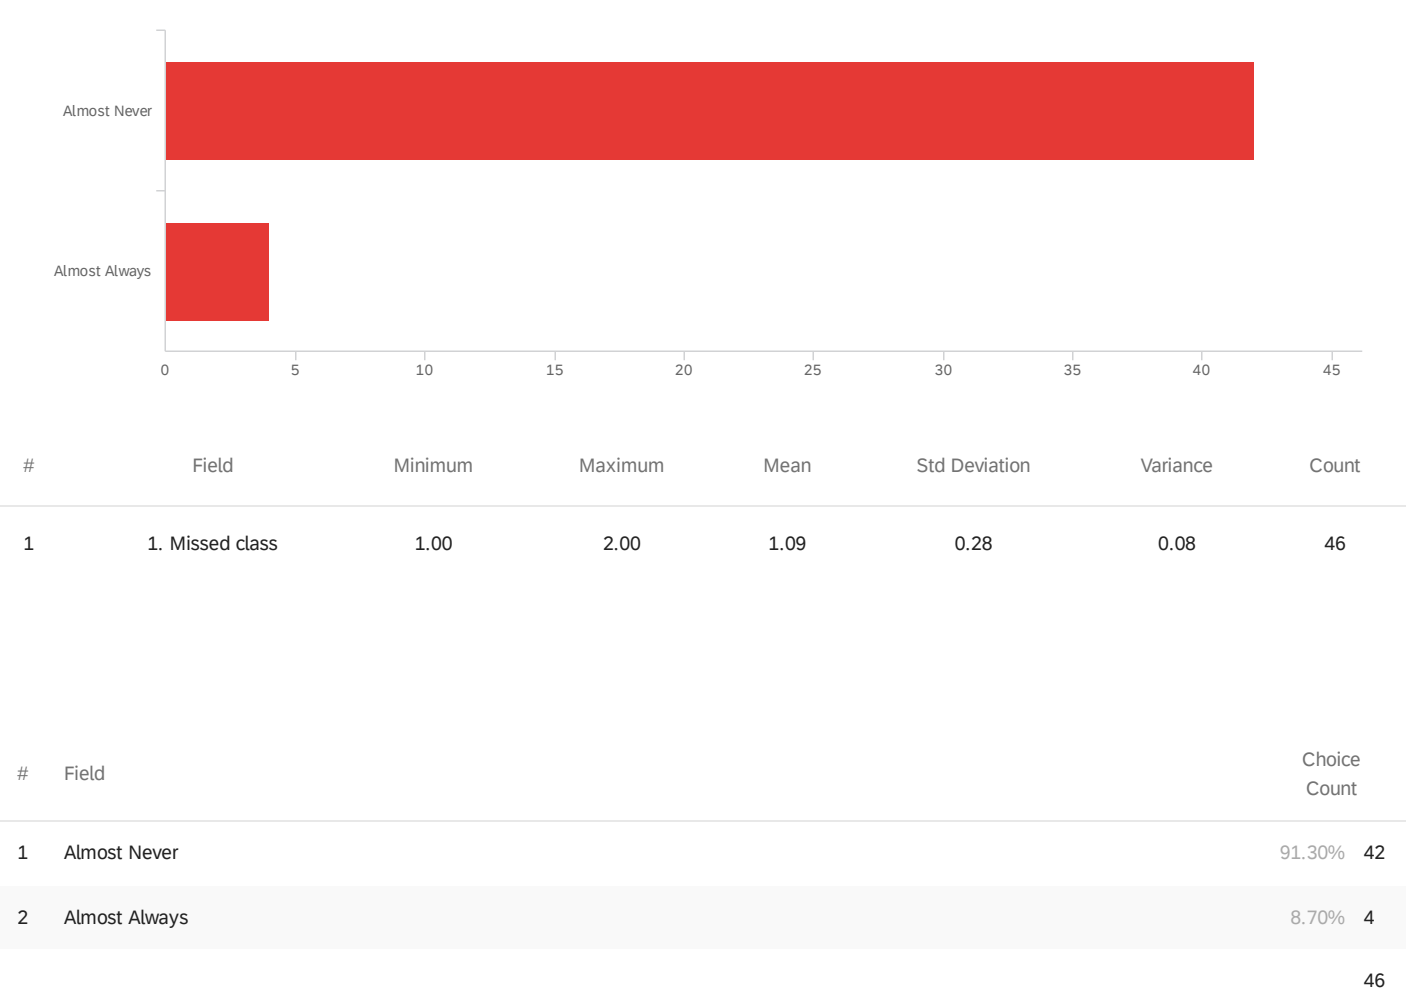 Almost Never
Almost Always
0 5 10 15 20 25 30 35 40 45
# Field Minimum Maximum Mean Std Deviation Variance Count
1 1. Missed class 1.00 2.00 1.09 0.28 0.08 46
# Field Choice Count
1 Almost Never 91.30% 42
2 Almost Always 8.70% 4
46